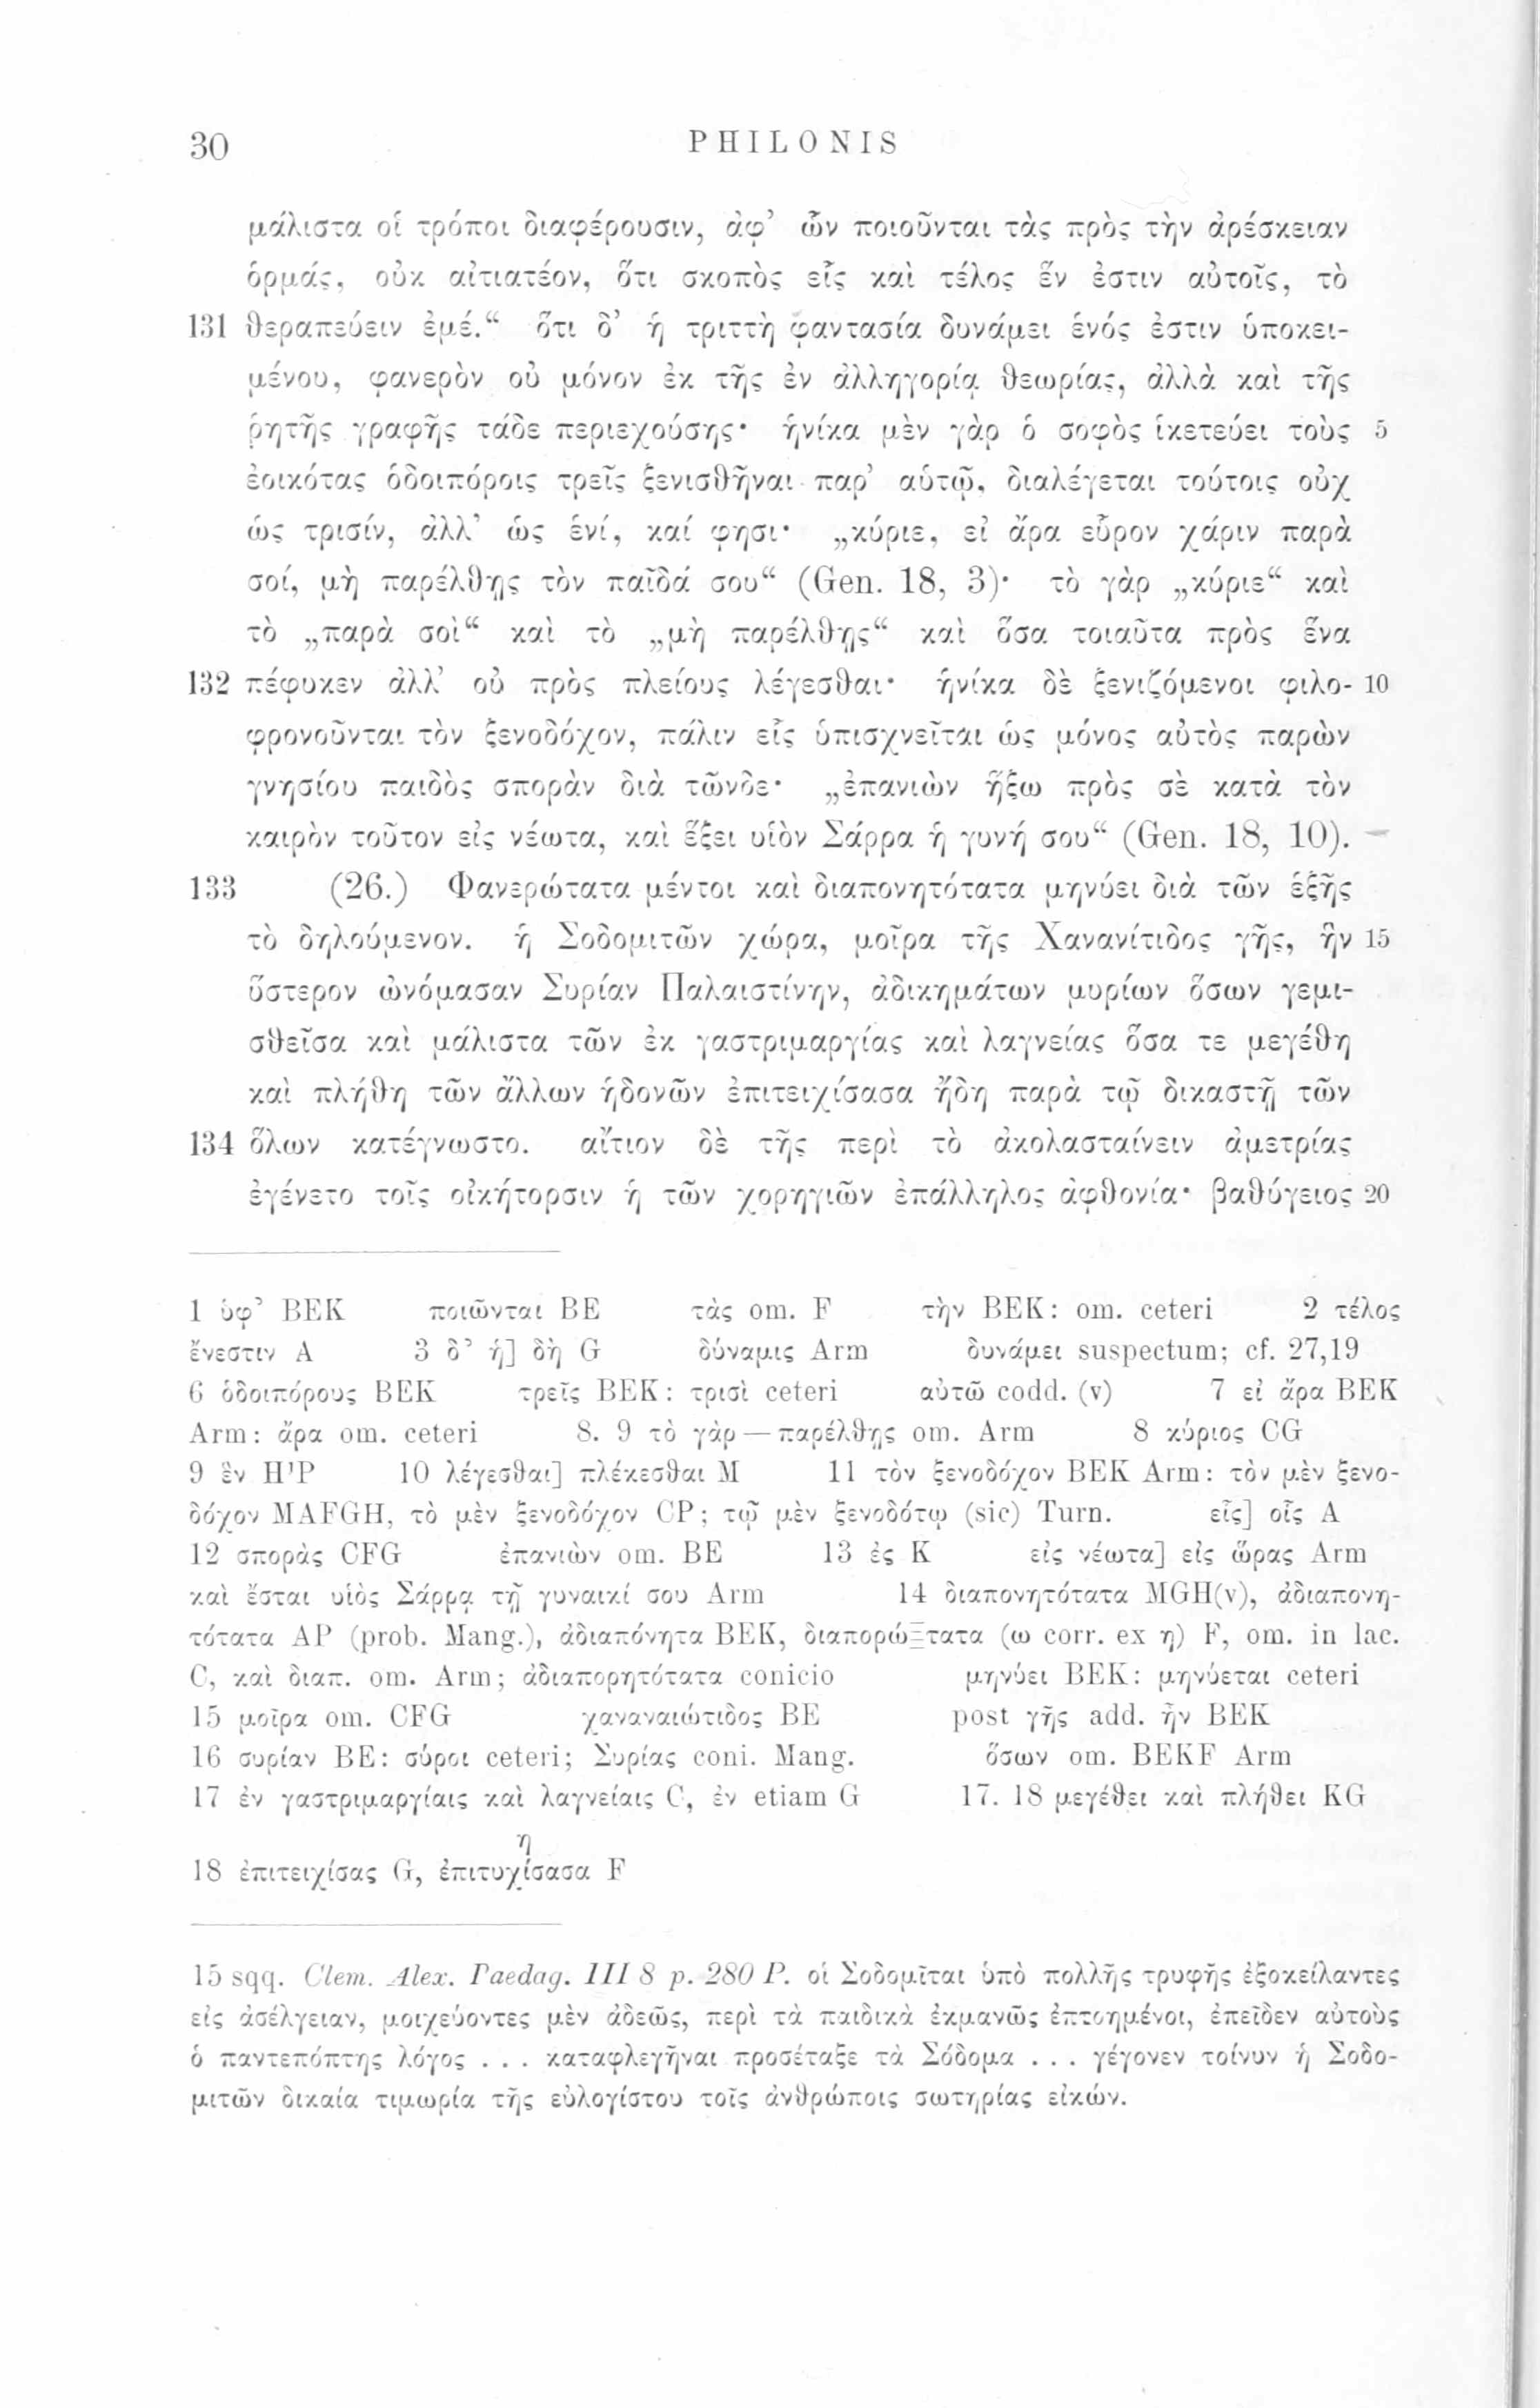 30 PHILONIS
μάλιστα οἱ τρόποι διαφέρουσιν, ἀφ’ ὧν ποιοῦνται τὰς πρὸς τὴν ἀρέσκειαν
ὁρμάς, οὐκ αἰτιατέον, ὅτι σκοπὸς εἷς καὶ τέλος ἕν ἐστιν αὐτοῖς, τὸ
131 θεραπεύειν ἐμέ.“ ὅτι δ’ ἡ τριττὴ φαντασία δυνάμει ἑνός ἐστιν ὑποκει-
μένου, φανερὸν οὐ μόνον ἐκ τῆς ἐν ἀλληγορίᾳ θεωρίας, ἀλλὰ καὶ τῆς
ῥητῆς γραφῆς τάδε περιεχούσης· ἡνίκα μὲν γὰρ ὁ σοφὸς ἱκετεύει τοὺς 5
ἐοικότας ὁδοιπόροις τρεῖς ξενισθῆναι παρ’ αὑτῷ, διαλέγεται τούτοις οὐχ
ὡς τρισίν, ἀλλ’ ὡς ἑνί, καί φησι· „κύριε, εἰ ἄρα εὗρον χάριν παρὰ
σοί, μὴ παρέλθῃς τὸν παῖδά σου“ (Gen. 18, 3)· τὸ γὰρ „κύριε“ καὶ
τὸ „παρὰ σοὶ“ καὶ τὸ „μὴ παρέλθῃς“ καὶ ὅσα τοιαῦτα πρὸς ἕνα
132 πέφυκεν ἀλλ’ οὐ πρὸς πλείους λέγεσθαι· ἡνίκα δὲ ξενιζόμενοι φιλο- 10
φρονοῦνται τὸν ξενοδόχον, πάλιν εἷς ὑπισχνεῖται ὡς μόνος αὐτὸς παρὼν
γνησίου παιδὸς σπορὰν διὰ τῶνδε· „ἐπανιὼν ἥξω πρὸς σὲ κατὰ τὸν
καιρὸν τοῦτον εἰς νέωτα, καὶ ἕξει υἱὸν Σάρρα ἡ γυνή σου“ (Gen. 18, 10).
133 (26.) Φανερώτατα μέντοι καὶ διαπονητότατα μηνύει διὰ τῶν ἑξῆς
τὸ δηλούμενον. ἡ Σοδομιτῶν χώρα, μοῖρα τῆς Χανανίτιδος γῆς, ἣν 15
ὕστερον ὠνόμασαν Συρίαν Παλαιστίνην, ἀδικημάτων μυρίων ὅσων γεμι-
σθεῖσα καὶ μάλιστα τῶν ἐκ γαστριμαργίας καὶ λαγνείας ὅσα τε μεγέθη
καὶ πλήθη τῶν ἄλλων ἡδονῶν ἐπιτειχίσασα ἤδη παρὰ τῷ δικαστῇ τῶν
134 ὅλων κατέγνωστο. αἴτιον δὲ τῆς περὶ τὸ ἀκολασταίνειν ἀμετρίας
ἐγένετο τοῖς οἰκήτορσιν ἡ τῶν χορηγιῶν ἐπάλληλος ἀφθονία· βαθύγειος 20
1 ὑφ’ BEK ποιῶνται BE τὰς om. F τὴν BEK: om. ceteri 2 τέλος
ἔνεστιν A 3 δ’ ἡ] δὴ G δύναμις Arm δυνάμει suspectum; cf. 27,19
6 ὁδοιπόρους BEK τρεῖς BEK: τρισὶ ceteri αὐτῶ codd. (v) 7 εἰ ἄρα BEK
Arm: ἄρα om. ceteri 8. 9 τὸ γὰρ — παρέλθῃς om. Arm 8 κύριος CG
9 ἓν H’P 10 λέγεσθαι] πλέκεσθαι M 11 τὸν ξενοδόχον BEK Arm: τὸν μὲν ξενο-
δόχον MAFGH, τὸ μὲν ξενοδόχον CP; τῷ μὲν ξενοδότῳ (sic) Turn. εἷς] οἷς A
12 σπορὰς CFG ἐπανιὼν om. BE 13 ἐς K εἰς νέωτα] εἰς ὥρας Arm
καὶ ἔσται υἱὸς Σάρρᾳ τῇ γυναικί σου Arm 14 διαπονητότατα MGH(v), ἀδιαπονη-
τότατα AP (prob. Mang.), ἀδιαπόνητα BEK, διαπορώτατα (ω corr. ex η) F, om. in lac.
C, καὶ διαπ. om. Arm; ἀδιαπορητότατα conicio μηνύει BEK: μηνύεται ceteri
15 μοῖρα om. CFG χαναναιώτιδος BE post γῆς add. ἦν BEK
16 συρίαν BE: σύροι ceteri; Συρίας coni. Mang. ὅσων om. BEKF Arm
17 ἐν γαστριμαργίαις καὶ λαγνείαις C, ἐν etiam G 17. 18 μεγέθει καὶ πλήθει KG
η
18 ἐπιτειχίσας G, ἐπιτυχίσασα F
15 sqq. Clem. Alex. Paedag. III 8 p. 280 P. οἱ Σοδομῖται ὑπὸ πολλῆς τρυφῆς ἐξοκείλαντες
εἰς ἀσέλγειαν, μοιχεύοντες μὲν ἀδεῶς, περὶ τὰ παιδικὰ ἐκμανῶς ἐπτοημένοι, ἐπεῖδεν αὐτοὺς
ὁ παντεπόπτης λόγος . . . καταφλεγῆναι προσέταξε τὰ Σόδομα . . . γέγονεν τοίνυν ἡ Σοδο-
μιτῶν δικαία τιμωρία τῆς εὐλογίστου τοῖς ἀνθρώποις σωτηρίας εἰκών.